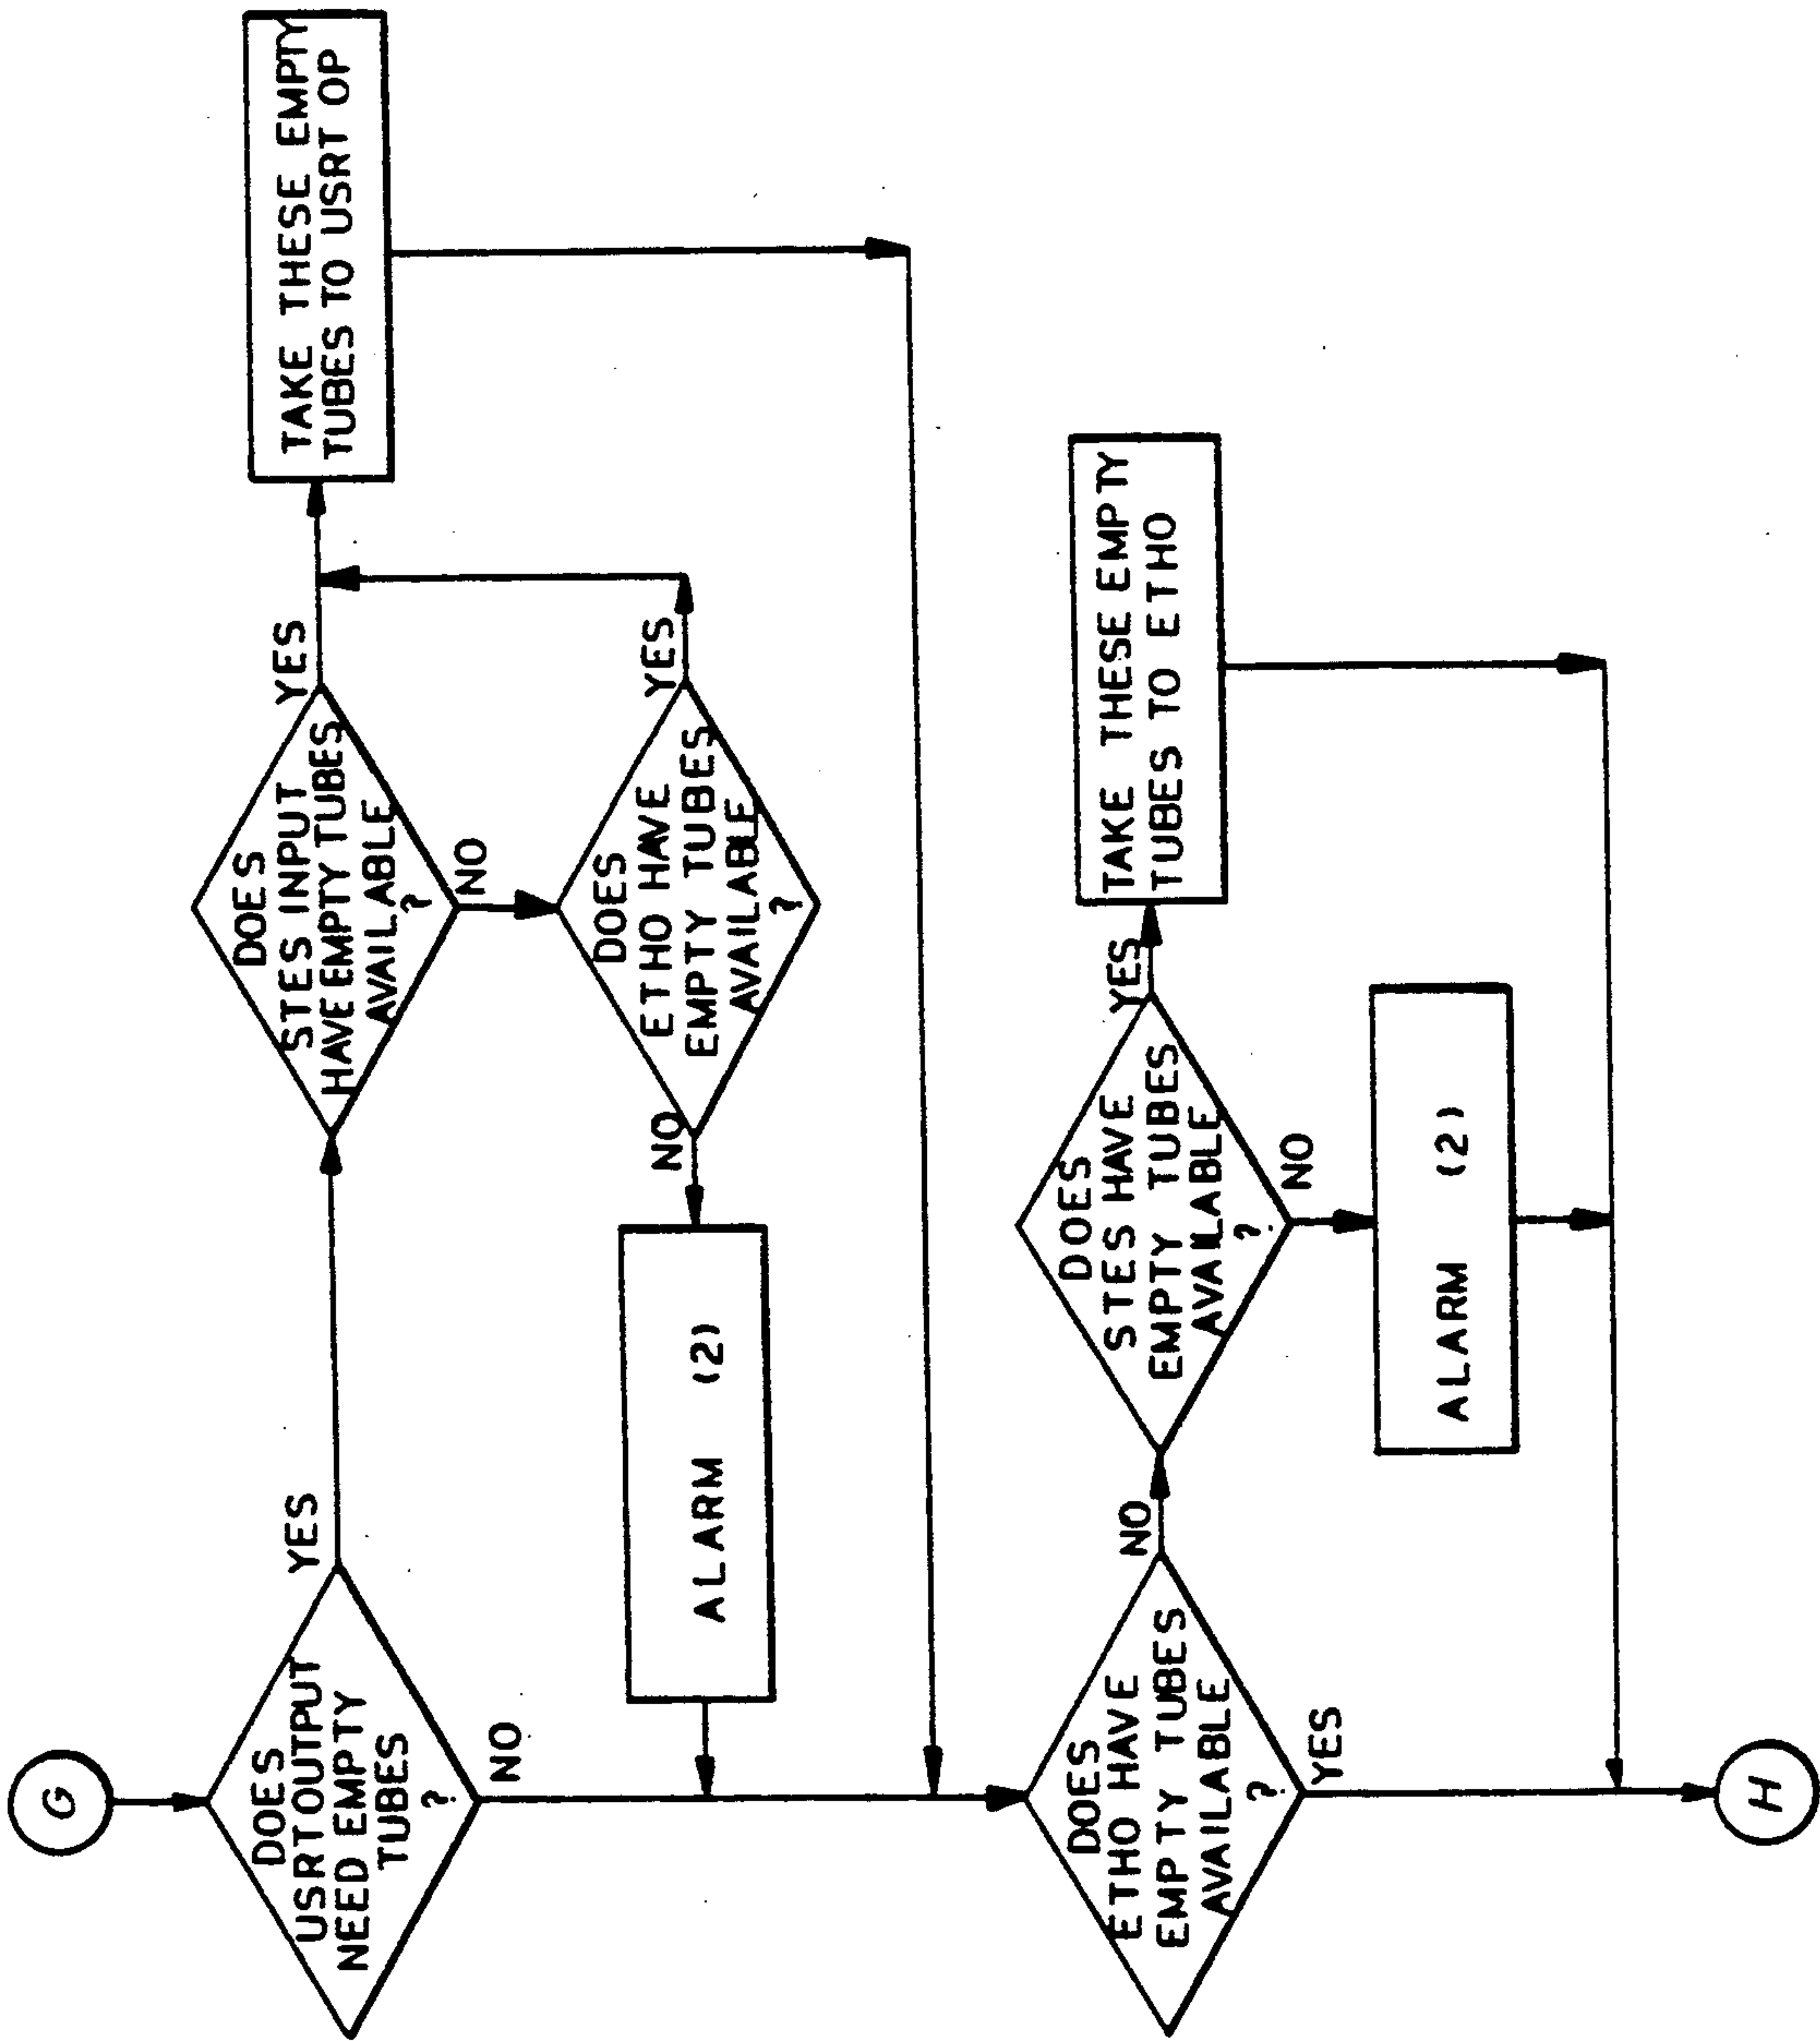 G
DOES
USRT OUTPUT
NEED EMPTY
TUBES
?
YES
NO
DOES
STES INPUT
HAVE EMPTY TUBES
AVAILABLE
?
YES
NO
TAKE THESE EMPTY
TUBES TO USRT OP
DOES
ETHO HAVE
EMPTY TUBES
AVAILABLE
?
YES
NO
ALARM (2)
DOES
ETHO HAVE
EMPTY TUBES
AVAILABLE
?
NO
YES
DOES
STES HAVE
EMPTY TUBES
AVAILABLE
?
YES
NO
TAKE THESE EMPTY
TUBES TO ETHO
ALARM (2)
H